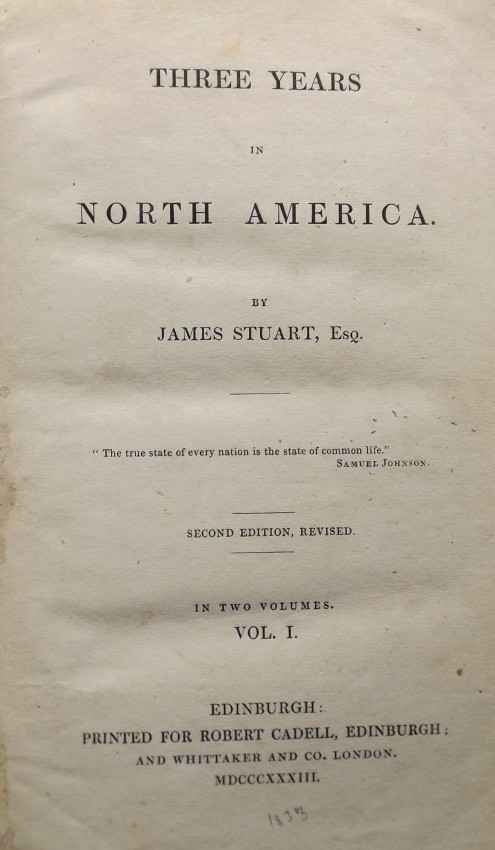 THREE YEARS
IN
NORTH AMERICA.
BY
JAMES STUART, Esq.
“ The true state of every nation is the state of common life.”
Samuel Johnson.
SECOND EDITION, REVISED.
IN TWO VOLUMES.
VOL. I.
EDINBURGH:
PRINTED FOR ROBERT CADELL, EDINBURGH;
AND WHITTAKER AND CO. LONDON.
MDCCCXXXIII.
1833